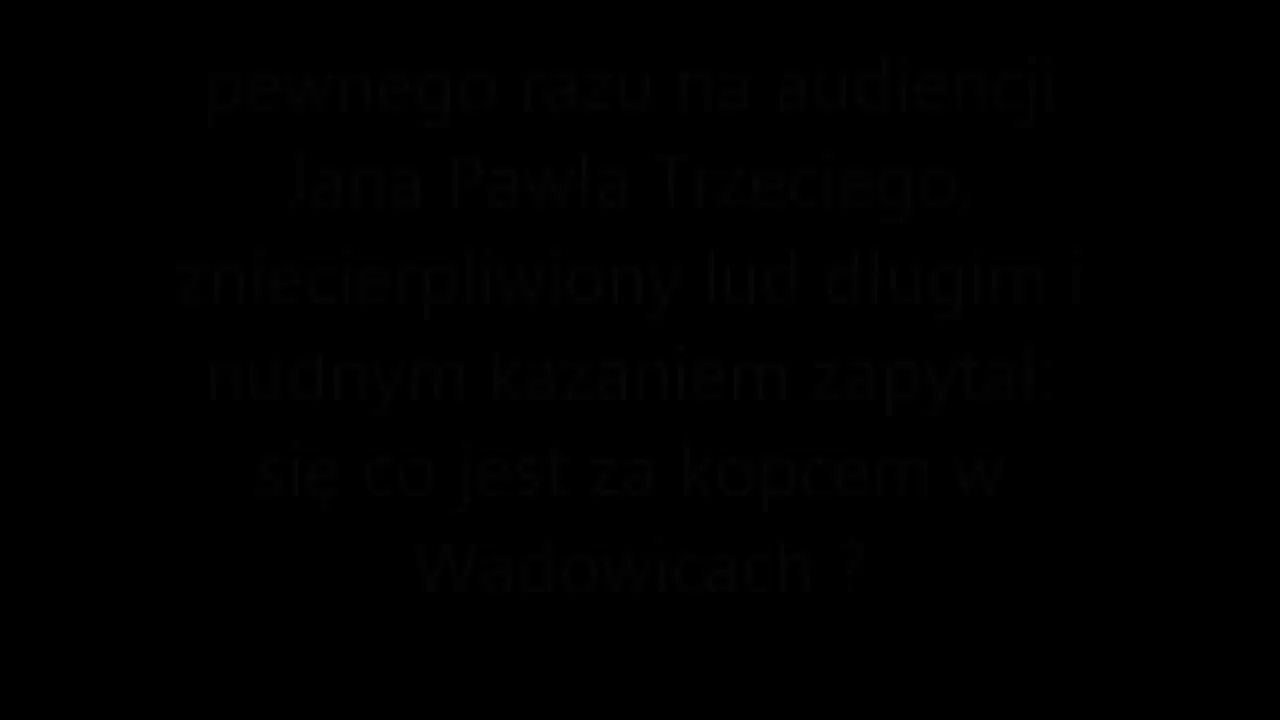 pewnego razu na audiencji
Jana Pawła Trzeciego,
zniecierpliwiony lud długim i
nudnym kazaniem zapytał:
się co jest za kopcem w
Wadowicach ?